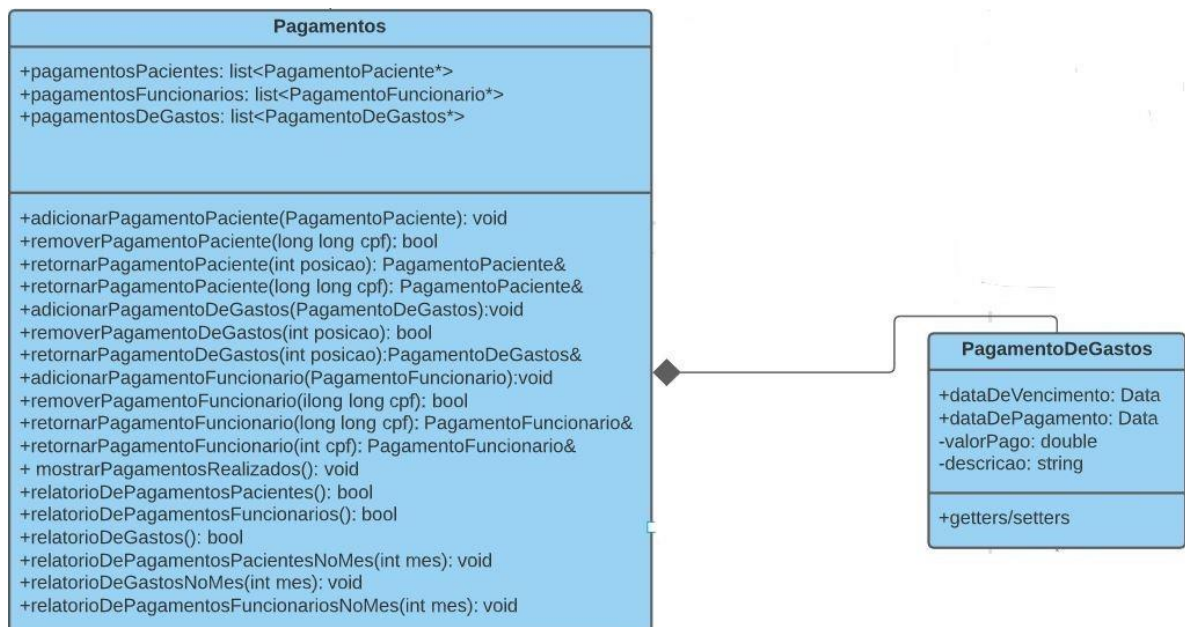 Pagamentos
+pagamentosPacientes: list<PagamentoPaciente*>
+pagamentosFuncionarios: list<PagamentoFuncionario*>
+pagamentosDeGastos: list<PagamentoDeGastos*>
+adicionarPagamentoPaciente(PagamentoPaciente): void
+removerPagamentoPaciente(long long cpf): bool
+retornarPagamentoPaciente(int posicao): PagamentoPaciente&
+retornarPagamentoPaciente(long long cpf): PagamentoPaciente&
+adicionarPagamentoDeGastos(PagamentoDeGastos):void
+removerPagamentoDeGastos(int posicao): bool
+retornarPagamentoDeGastos(int posicao):PagamentoDeGastos&
+adicionarPagamentoFuncionario(PagamentoFuncionario):void
+removerPagamentoFuncionario(ilong long cpf): bool
+retornarPagamentoFuncionario(long long cpf): PagamentoFuncionario&
+retornarPagamentoFuncionario(int cpf): PagamentoFuncionario&
+ mostrarPagamentosRealizados(): void
+relatorioDePagamentosPacientes(): bool
+relatorioDePagamentosFuncionarios(): bool
+relatorioDeGastos(): bool
+relatorioDePagamentosPacientesNoMes(int mes): void
+relatorioDeGastosNoMes(int mes): void
+relatorioDePagamentosFuncionariosNoMes(int mes): void
PagamentoDeGastos
+dataDeVencimento: Data
+dataDePagamento: Data
-valorPago: double
-descricao: string
+getters/setters